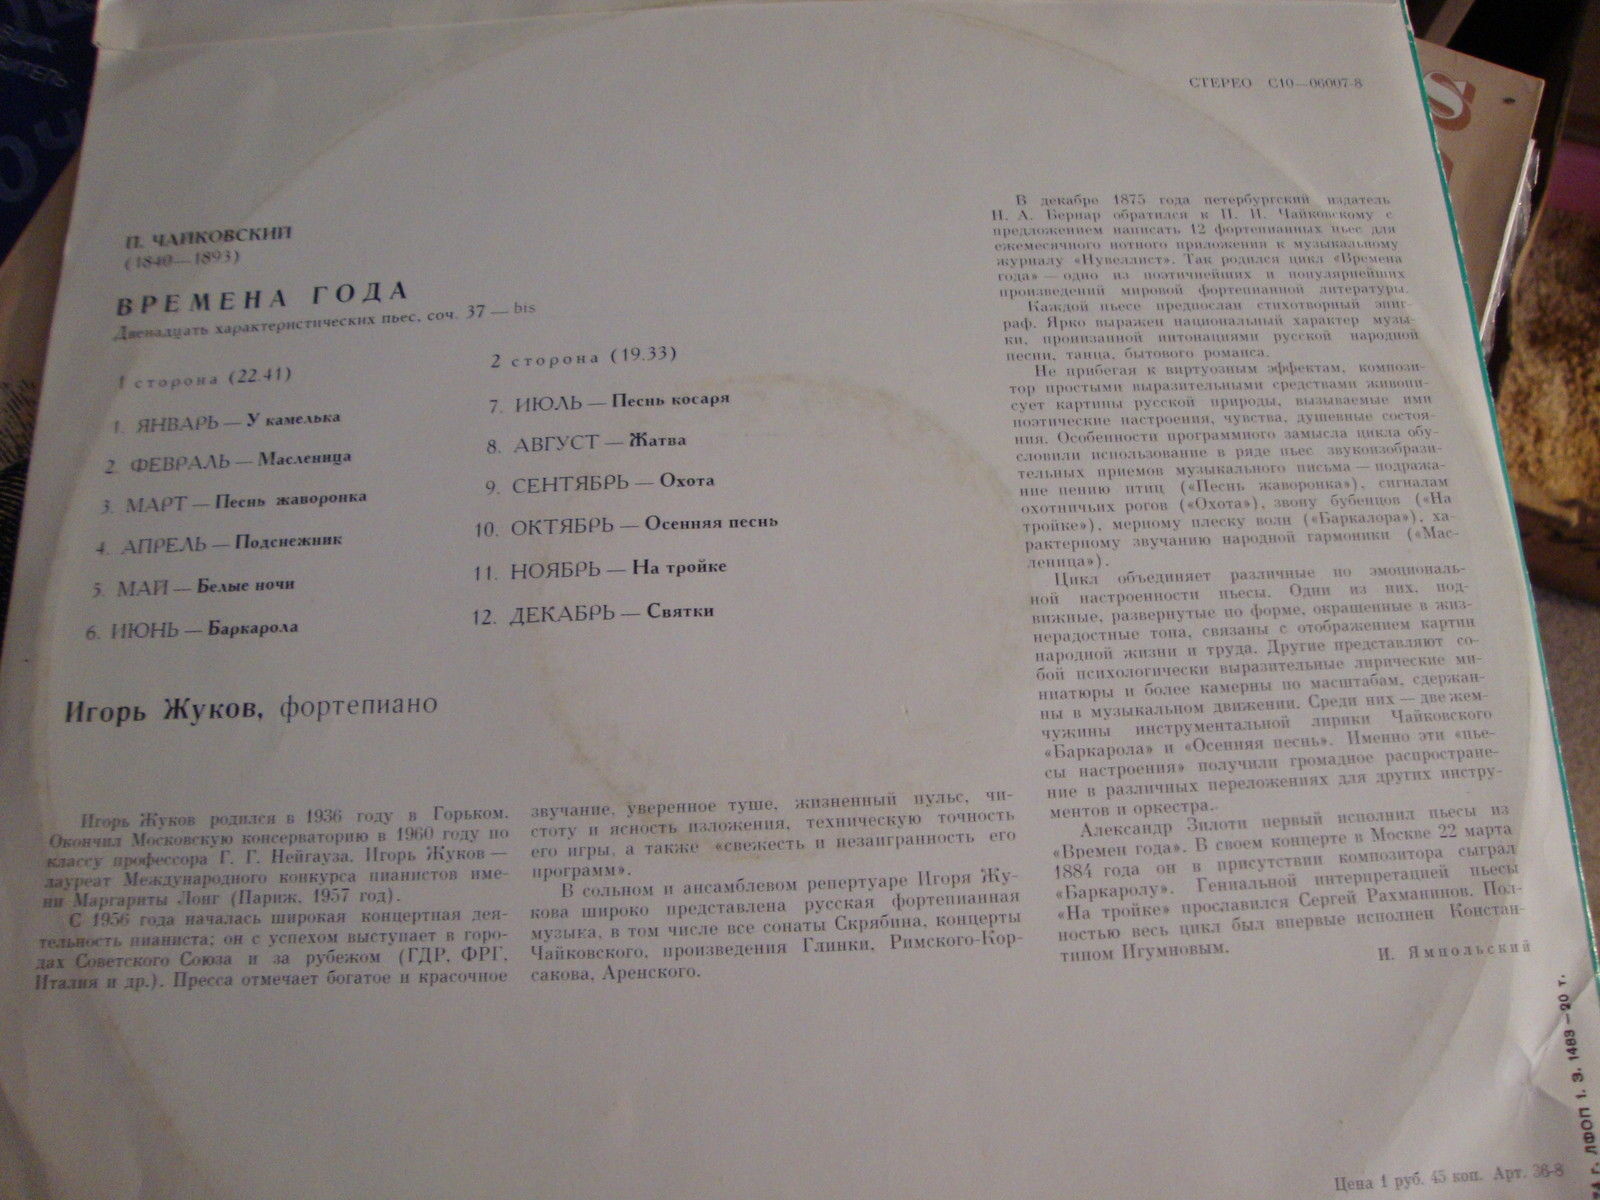 СТЕРЕО С10—06007-8
П. ЧАЙКОВСКИЙ
(1840—1893)
ВРЕМЕНА ГОДА
Двенадцать характеристических пьес, соч. 37 — bis
1 сторона (22.41)
1. ЯНВАРЬ — У камелька
2. ФЕВРАЛЬ — Масленица
3. МАРТ — Песнь жаворонка
4. АПРЕЛЬ — Подснежник
5. МАЙ — Белые ночи
6. ИЮНЬ — Баркарола
2 сторона (19.33)
7. ИЮЛЬ — Песнь косаря
8. АВГУСТ — Жатва
9. СЕНТЯБРЬ — Охота
10. ОКТЯБРЬ — Осенняя песнь
11. НОЯБРЬ — На тройке
12. ДЕКАБРЬ — Святки
Игорь Жуков, фортепиано
Игорь Жуков родился в 1936 году в Горьком.
Окончил Московскую консерваторию в 1960 году по
классу профессора Г. Г. Нейгауза. Игорь Жуков —
лауреат Международного конкурса пианистов име-
ни Маргариты Лонг (Париж, 1957 год).
С 1956 года началась широкая концертная дея-
тельность пианиста; он с успехом выступает в горо-
дах Советского Союза и за рубежом (ГДР, ФРГ,
Италия и др.). Пресса отмечает богатое и красочное
звучание, уверенное туше, жизненный пульс, чи-
стоту и ясность изложения, техническую точность
его игры, а также «свежесть и незаигранность его
программ».
В сольном и ансамблевом репертуаре Игоря Жу-
кова широко представлена русская фортепианная
музыка, в том числе все сонаты Скрябина, концерты
Чайковского, произведения Глинки, Римского-Кор-
сакова, Аренского.
В декабре 1875 года петербургский издатель
Н. А. Бернар обратился к П. И. Чайковскому с
предложением написать 12 фортепианных пьес для
ежемесячного нотного приложения к музыкальному
журналу «Нувеллист». Так родился цикл «Времена
года» — одно из поэтичнейших и популярнейших
произведений мировой фортепианной литературы.
Каждой пьесе предпослан стихотворный эпиг-
раф. Ярко выражен национальный характер музы-
ки, пронизанной интонациями русской народной
песни, танца, бытового романса.
Не прибегая к виртуозным эффектам, компози-
тор простыми выразительными средствами живопи-
сует картины русской природы, вызываемые ими
поэтические настроения, чувства, душевные состоя-
ния. Особенности программного замысла цикла обу-
словили использование в ряде пьес звукоизобрази-
тельных приемов музыкального письма — подража-
ние пению птиц («Песнь жаворонка»), сигналам
охотничьих рогов («Охота»), звону бубенцов («На
тройке»), мерному плеску волн («Баркалора»), ха-
рактерному звучанию народной гармоники («Мас-
леница»).
Цикл объединяет различные по эмоциональ-
ной настроенности пьесы. Одни из них, под-
вижные, развернутые по форме, окрашенные в жиз-
нерадостные тона, связаны с отображением картин
народной жизни и труда. Другие представляют со-
бой психологически выразительные лирические ми-
ниатюры и более камерны по масштабам, сдержан-
ны в музыкальном движении. Среди них — две жем-
чужины инструментальной лирики Чайковского
«Баркарола» и «Осенняя песнь». Именно эти «пье-
сы настроения» получили громадное распростране-
ние в различных переложениях для других инстру-
ментов и оркестра.
Александр Зилоти первый исполнил пьесы из
«Времен года». В своем концерте в Москве 22 марта
1884 года он в присутствии композитора сыграл
«Баркаролу». Гениальной интерпретацией пьесы
«На тройке» прославился Сергей Рахманинов. Пол-
ностью весь цикл был впервые исполнен Констан-
тином Игумновым.
И. Ямпольский
г. ЛФОП 1. З. 1483—20 т.
Цена 1 руб. 45 коп. Арт. 36-8